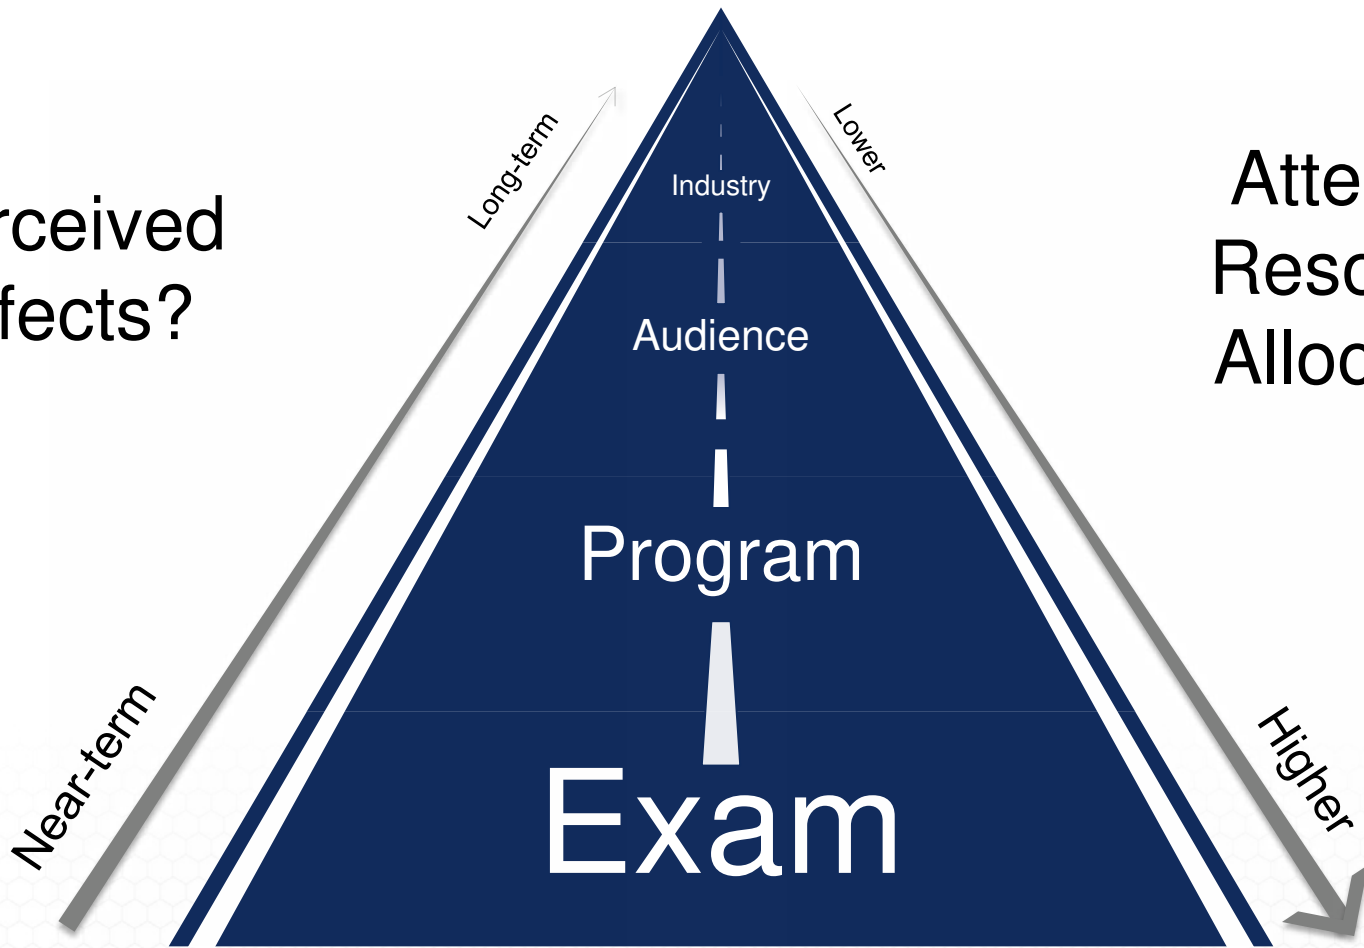 rceived
fects?
Near-term
Long-term
Industry
Audience
Program
Exam
Lower
Higher
Atte
Reso
Alloc